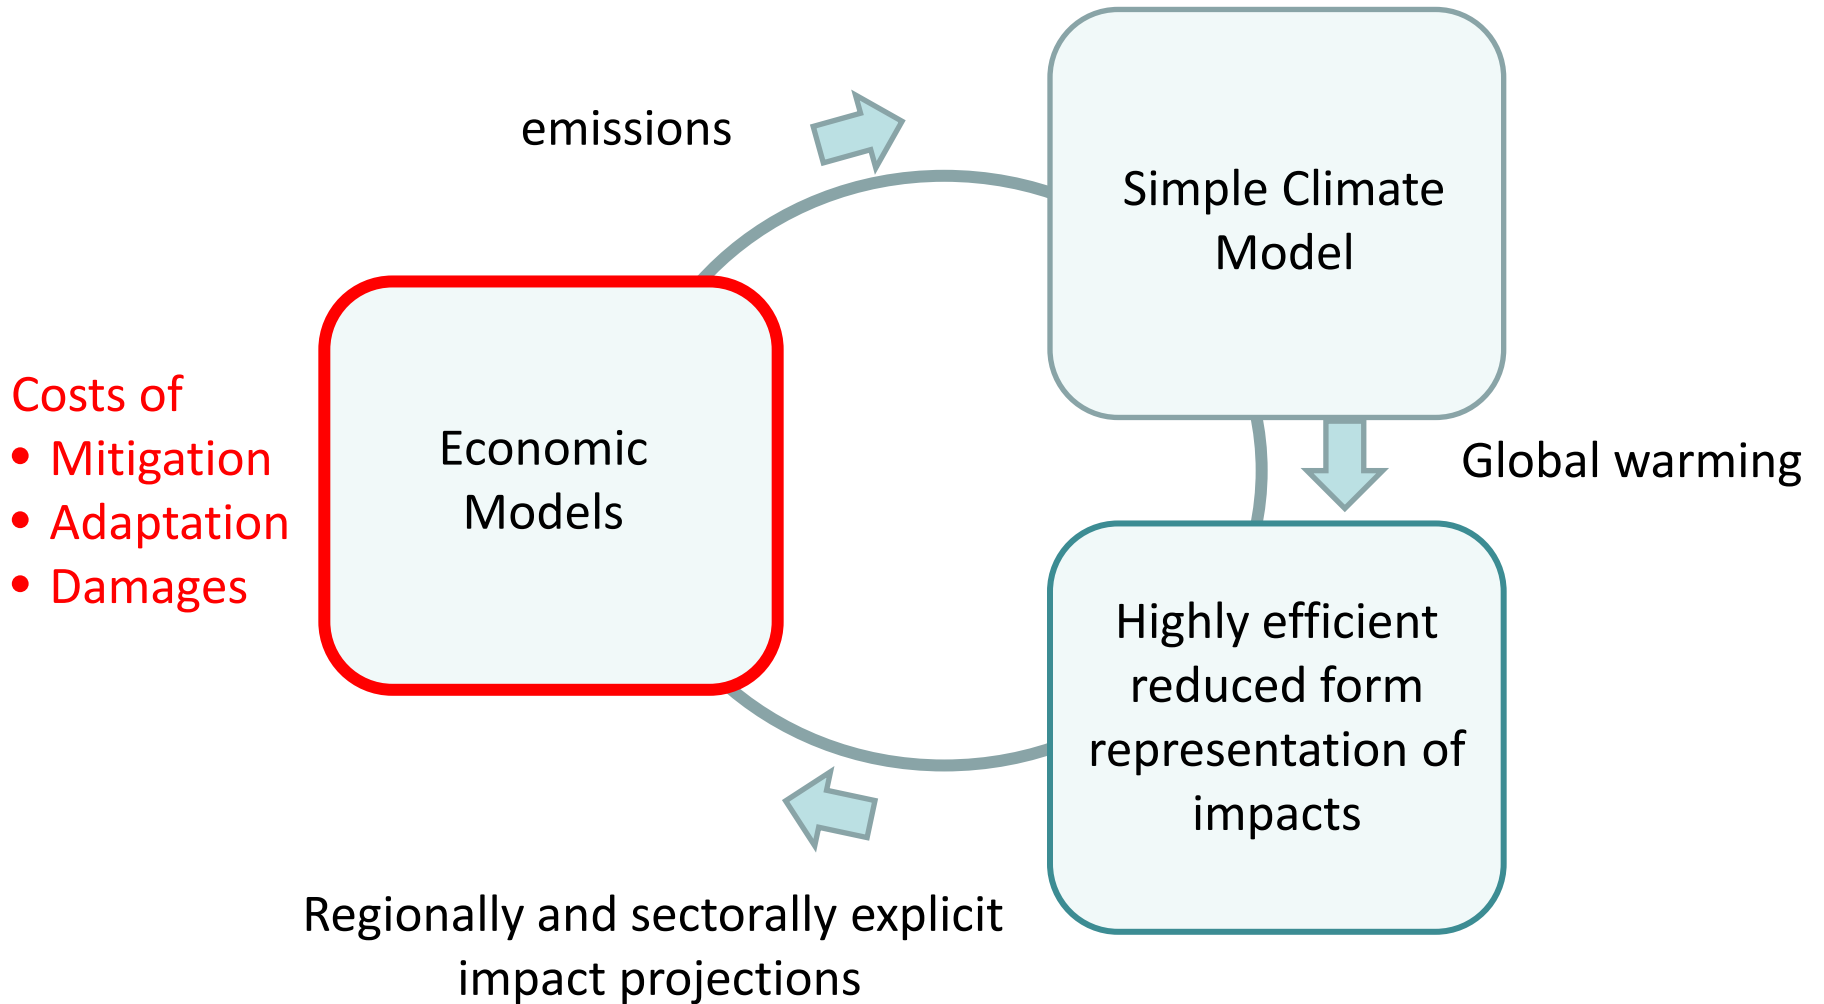 emissions
Simple Climate
Model
Costs of
• Mitigation
• Adaptation
• Damages
Economic
Models
Global warming
Highly efficient
reduced form
representation of
impacts
Regionally and sectorally explicit
impact projections